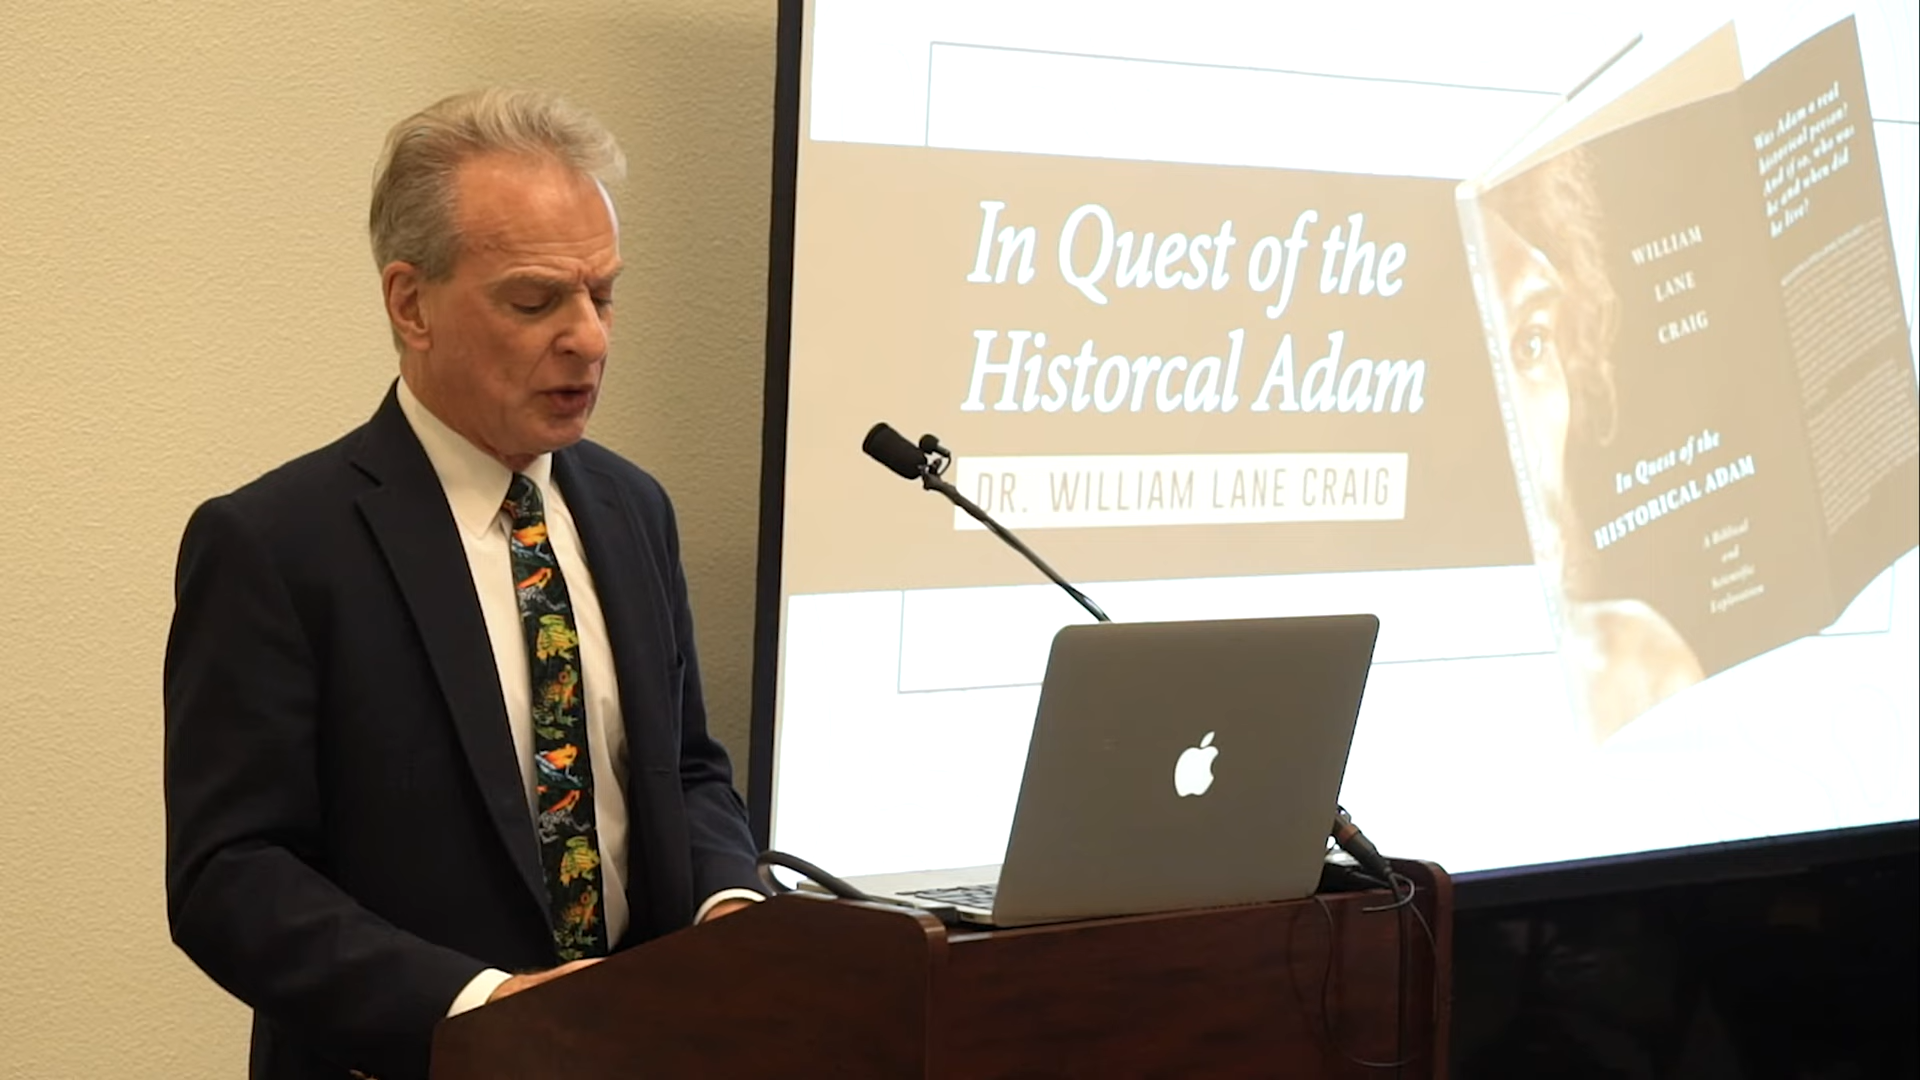 In Quest of the
Historcal Adam
DR. WILLIAM LANE CRAIG
WILLIAM
LANE
CRAIG
In Quest of the
HISTORICAL ADAM
A Biblical
and
Scientific
Exploration
Was Adam a real
historical person?
And if so, who was
he and when did
he live?